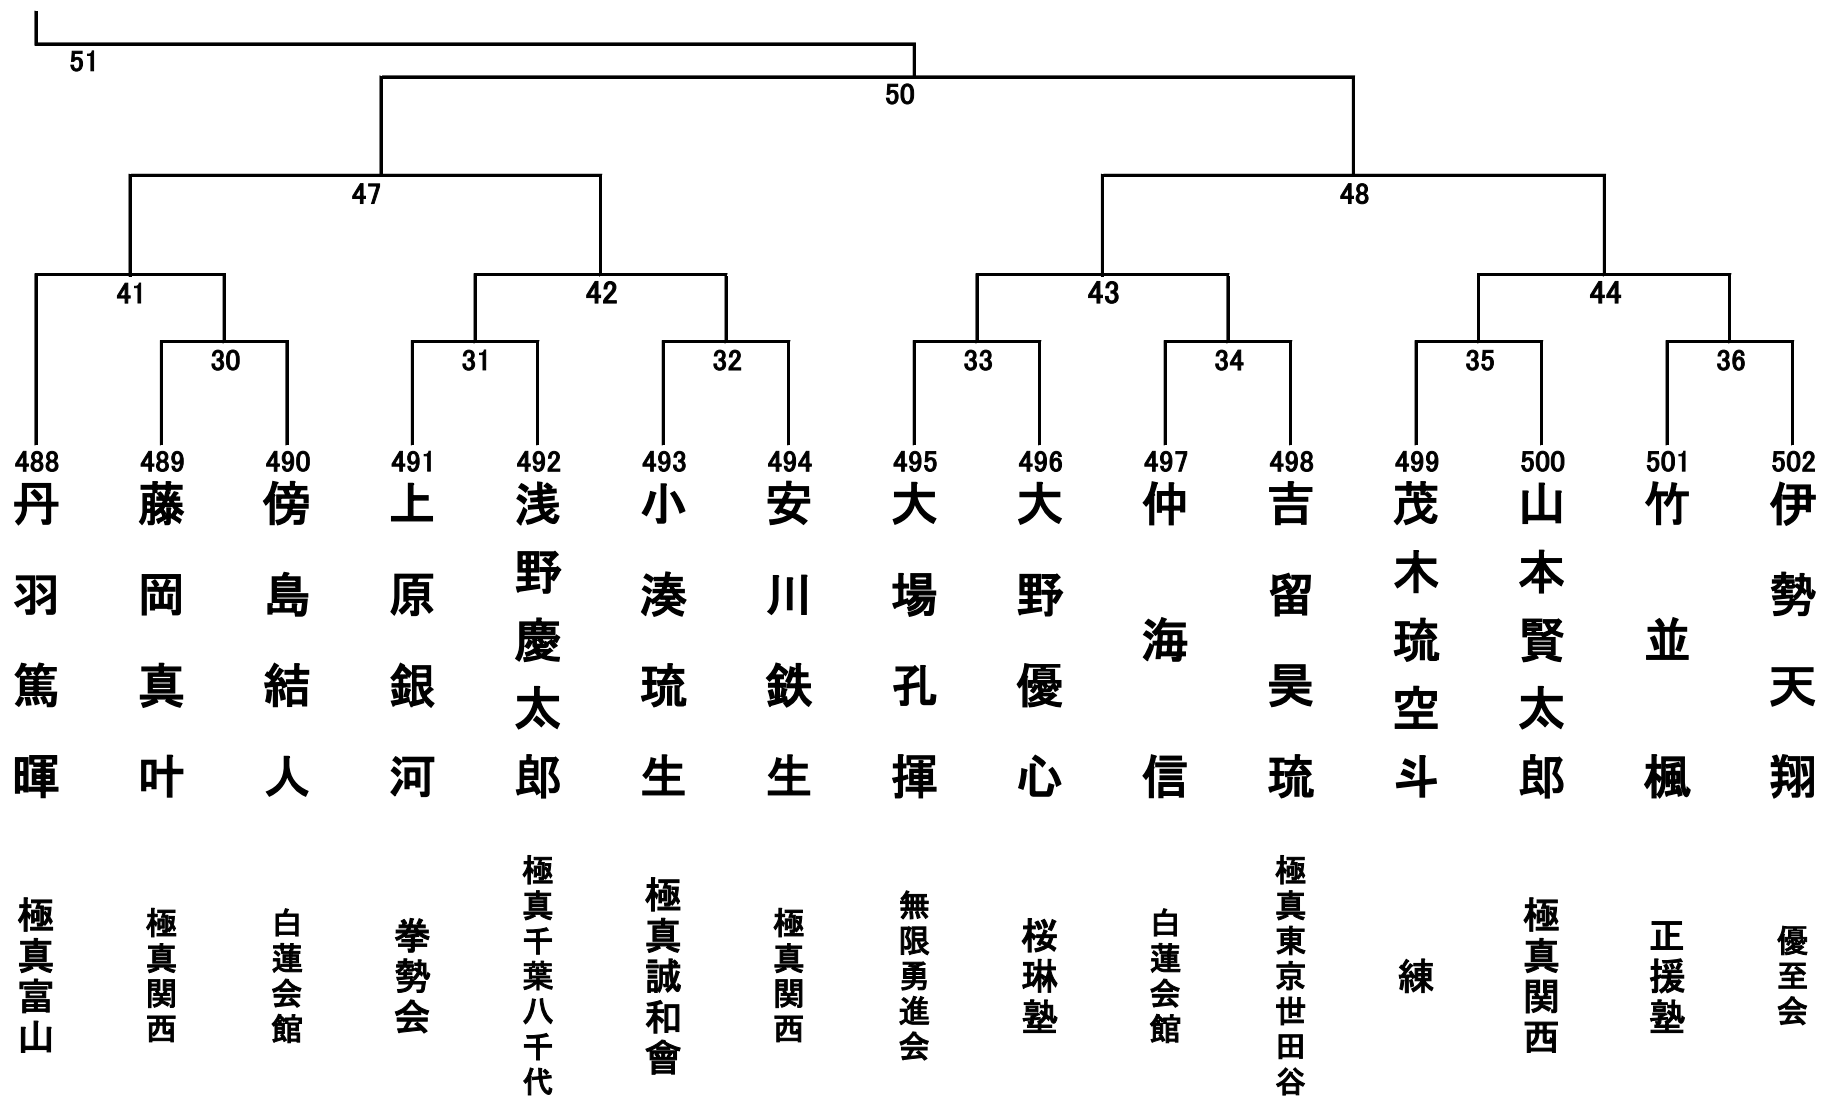 51
50
47
48
41
42
43
44
30
31
32
33
34
35
36
488
489
490
491
492
493
494
495
496
497
498
499
500
501
502
丹羽篤暉
藤岡真叶
傍島結人
上原銀河
浅野慶太郎
小湊琉生
安川鉄生
大場孔揮
大野優心
仲海信
吉留昊琉
茂木琉空斗
山本賢太郎
竹並楓
伊勢天翔
極真富山
極真関西
白蓮会館
拳勢会
極真千葉八千代
極真誠和會
極真関西
無限勇進会
桜琳塾
白蓮会館
極真東京世田谷
練
極真関西
正援塾
優至会